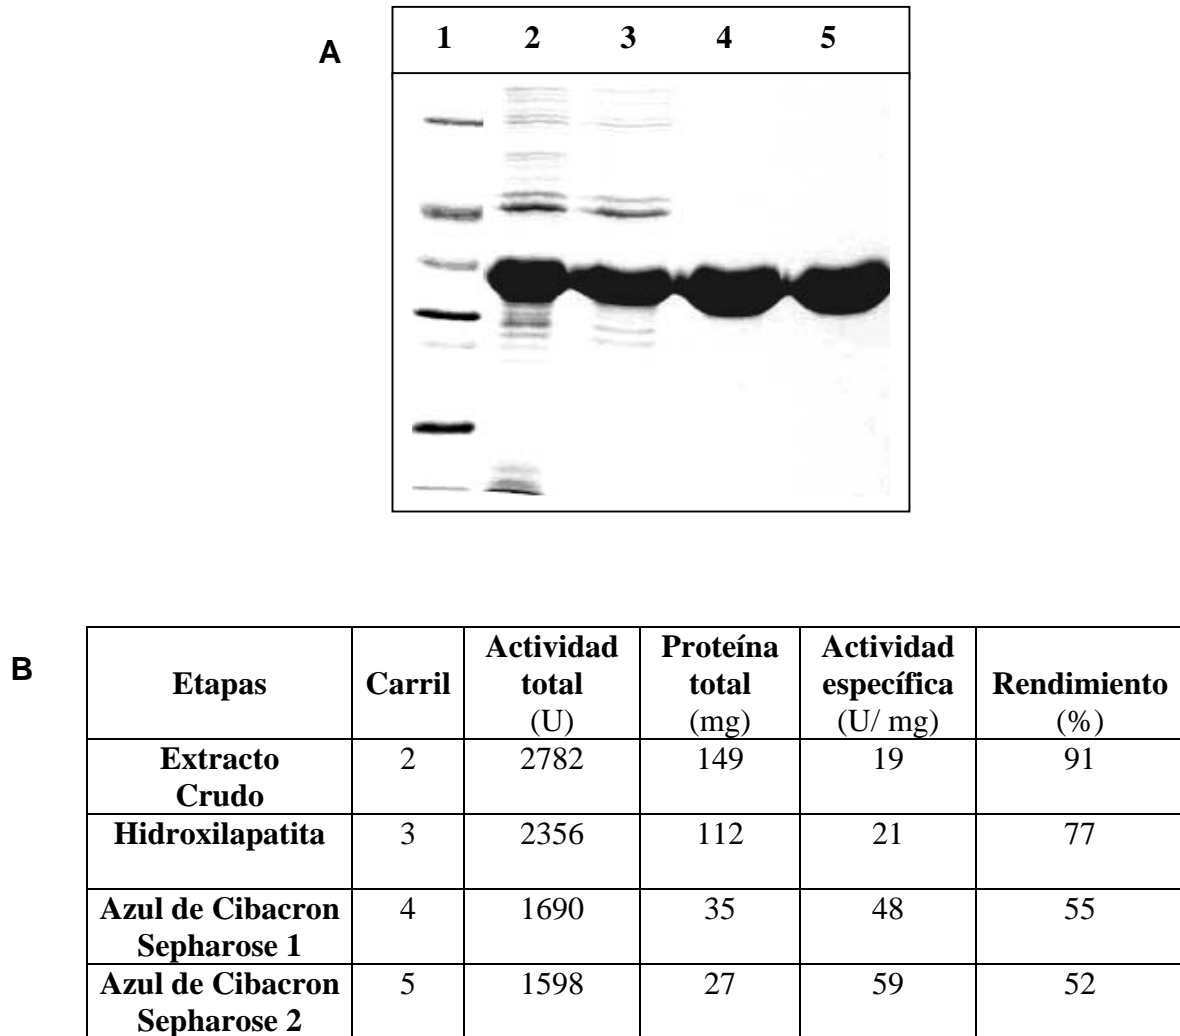 A
1 2 3 4 5
B
Etapas Carril Actividad total (U) Proteína total (mg) Actividad específica (U/ mg) Rendimiento (%)
Extracto Crudo 2 2782 149 19 91
Hidroxilapatita 3 2356 112 21 77
Azul de Cibacron Sepharose 1 4 1690 35 48 55
Azul de Cibacron Sepharose 2 5 1598 27 59 52